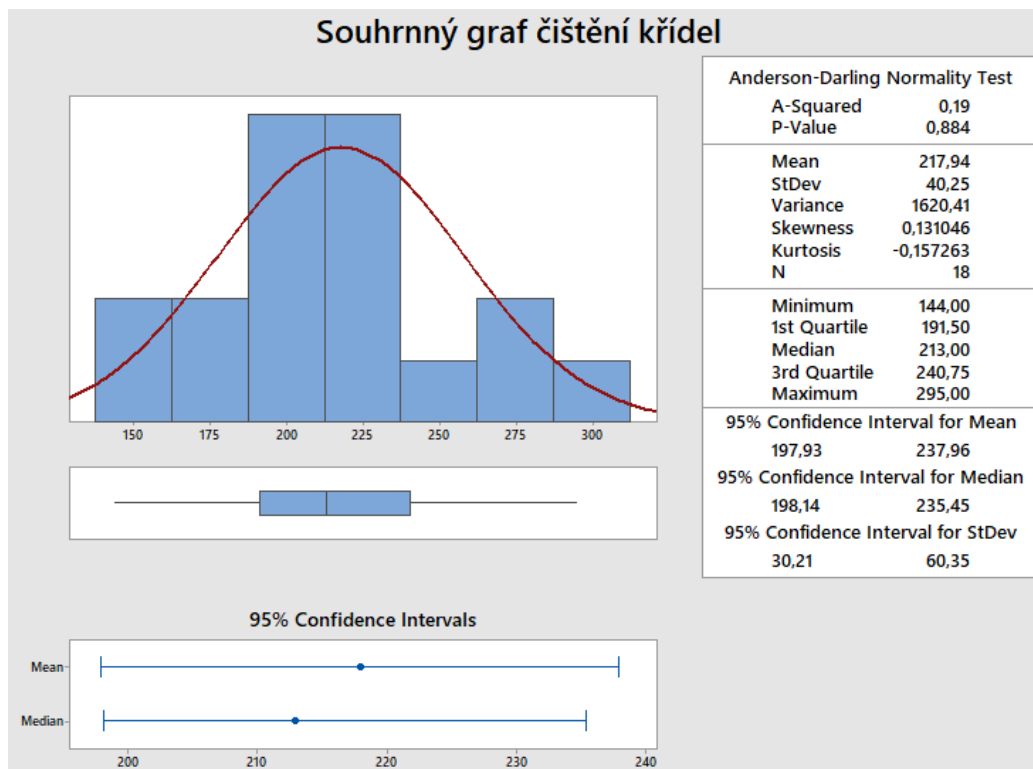 Souhrnný graf čištění křídel
Anderson-Darling Normality Test
A-Squared 0,19
P-Value 0,884
Mean 217,94
StDev 40,25
Variance 1620,41
Skewness 0,131046
Kurtosis -0,157263
N 18
Minimum 144,00
1st Quartile 191,50
Median 213,00
3rd Quartile 240,75
Maximum 295,00
95% Confidence Interval for Mean
197,93 237,96
95% Confidence Interval for Median
198,14 235,45
95% Confidence Interval for StDev
30,21 60,35
150 175 200 225 250 275 300
95% Confidence Intervals
Mean
Median
200 210 220 230 240